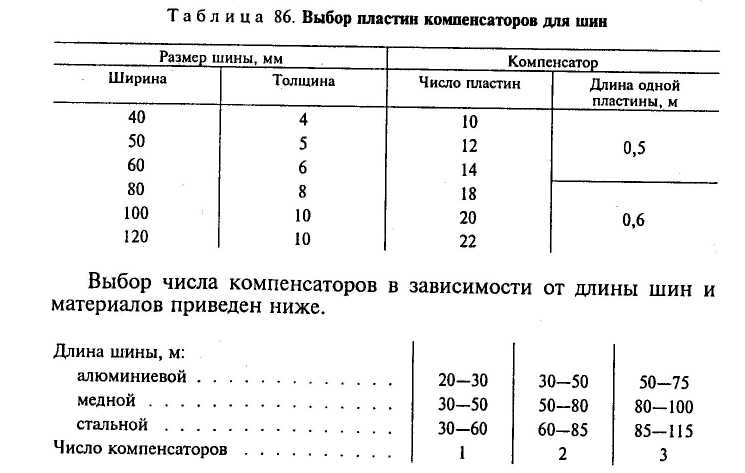 Таблица 86. Выбор пластин компенсаторов для шин
Размер шины, мм Компенсатор
Ширина Толщина Число пластин Длина одной пластины, м
40 4 10
50 5 12 0,5
60 6 14
80 8 18
100 10 20 0,6
120 10 22
Выбор числа компенсаторов в зависимости от длины шин и
материалов приведен ниже.
Длина шины, м:
алюминиевой . . . . . . . . . . . . . 20—30 30—50 50—75
медной . . . . . . . . . . . . . . . 30—50 50—80 80—100
стальной . . . . . . . . . . . . . . 30—60 60—85 85—115
Число компенсаторов . . . . . . . . . . 1 2 3